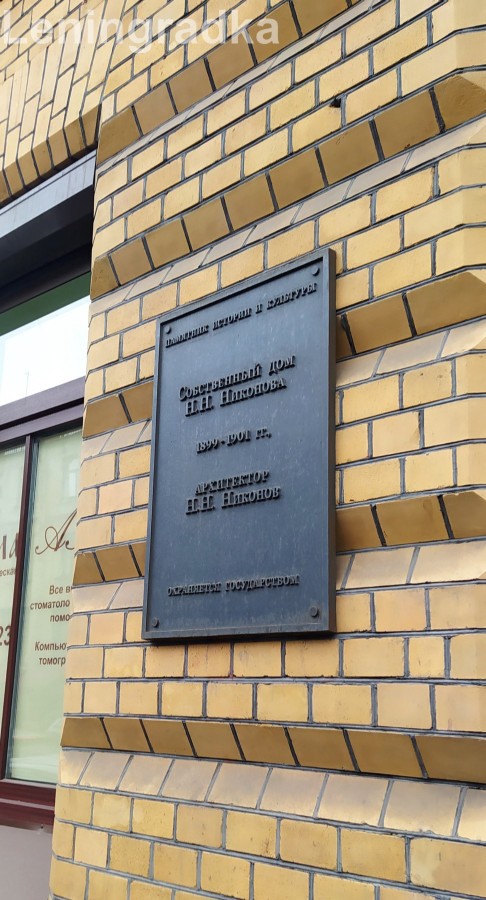 Leningradka
ПАМЯТНИК ИСТОРИИ И КУЛЬТУРЫ
СОБСТВЕННЫЙ ДОМ
Н.Н. НИКОНОВА
1899-1901 гг.,
АРХИТЕКТОР
Н.Н. НИКОНОВ
ОХРАНЯЕТСЯ ГОСУДАРСТВОМ
Все в
стоматоло
помо
Компью
томогр
23